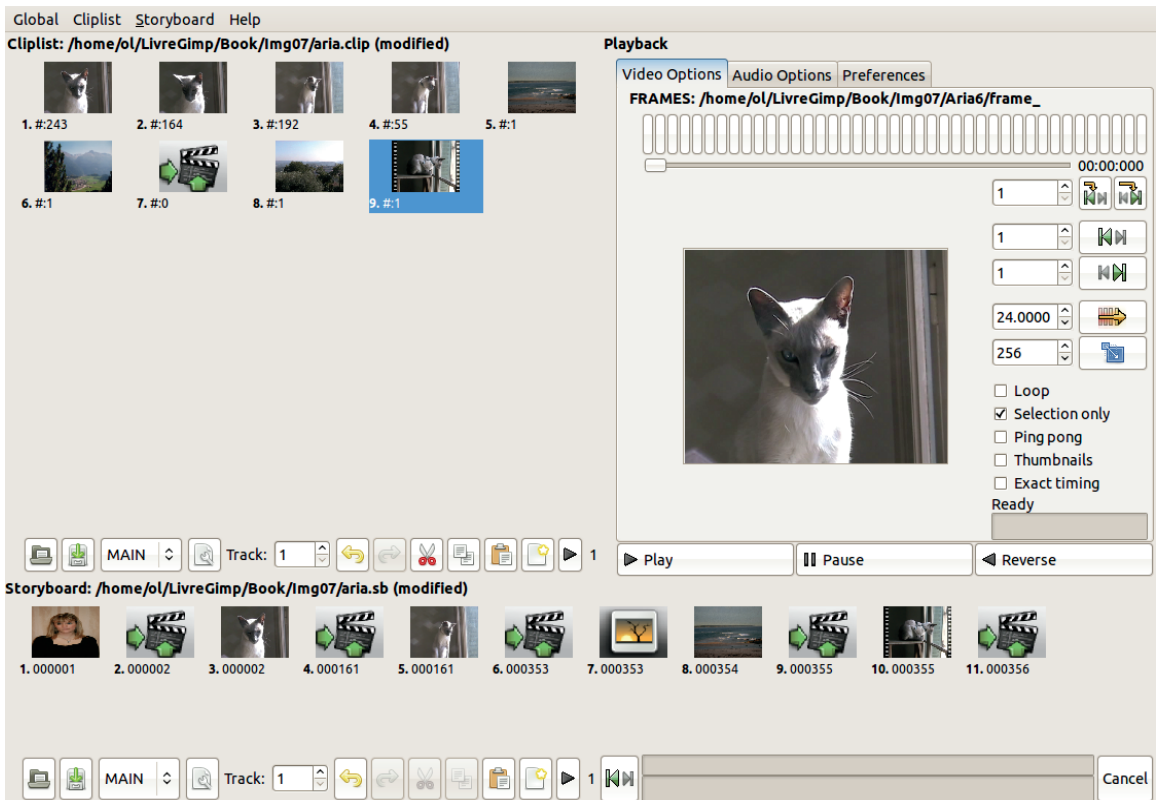 Global Cliplist Storyboard Help
Cliplist: /home/ol/LivreGimp/Book/Img07/aria.clip (modified)
1. #:243 2. #:164 3. #:192 4. #:55 5. #:1
6. #:1 7. #:0 8. #:1 9. #:1
MAIN Track: 1 1
Playback
Video Options Audio Options Preferences
FRAMES: /home/ol/LivreGimp/Book/Img07/Aria6/frame_
00:00:000
1
1
1
24.0000
256
Loop
Selection only
Ping pong
Thumbnails
Exact timing
Ready
Play Pause Reverse
Storyboard: /home/ol/LivreGimp/Book/Img07/aria.sb (modified)
1. 000001 2. 000002 3. 000002 4. 000161 5. 000161 6. 000353 7. 000353 8. 000354 9. 000355 10. 000355 11. 000356
MAIN Track: 1 1 Cancel